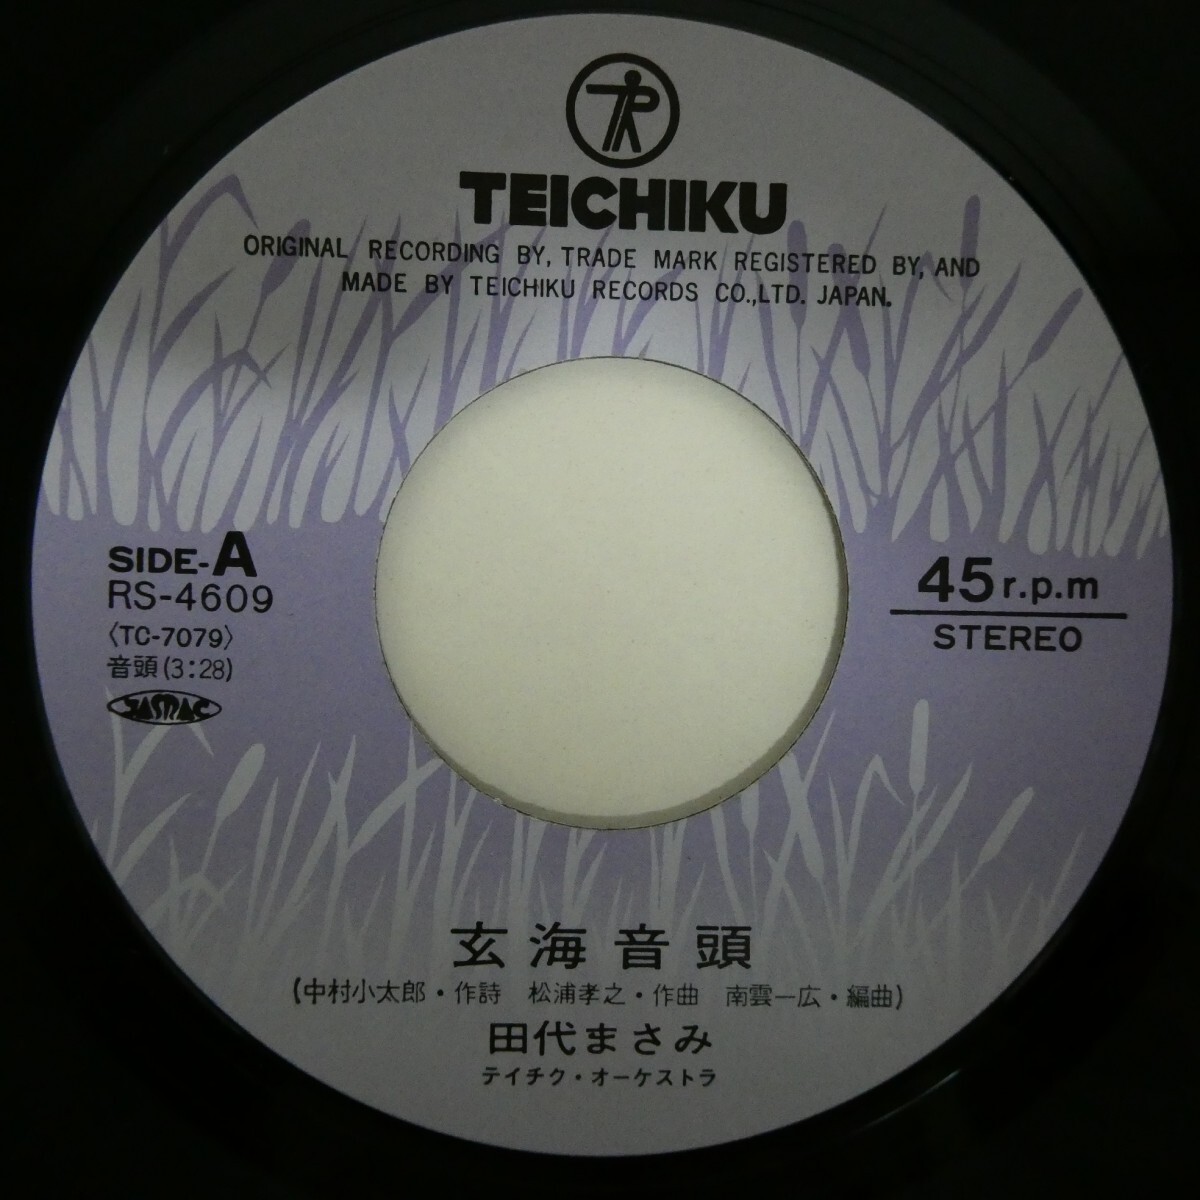 TEICHIKU
ORIGINAL RECORDING BY, TRADE MARK REGISTERED BY, AND
MADE BY TEICHIKU RECORDS CO.,LTD. JAPAN.
SIDE-A
RS-4609
〈TC-7079〉
音頭(3:28)
JASRAC
45 r.p.m
STEREO
玄海音頭
(中村小太郎・作詩 松浦孝之・作曲 南雲一広・編曲)
田代まさみ
テイチク・オーケストラ